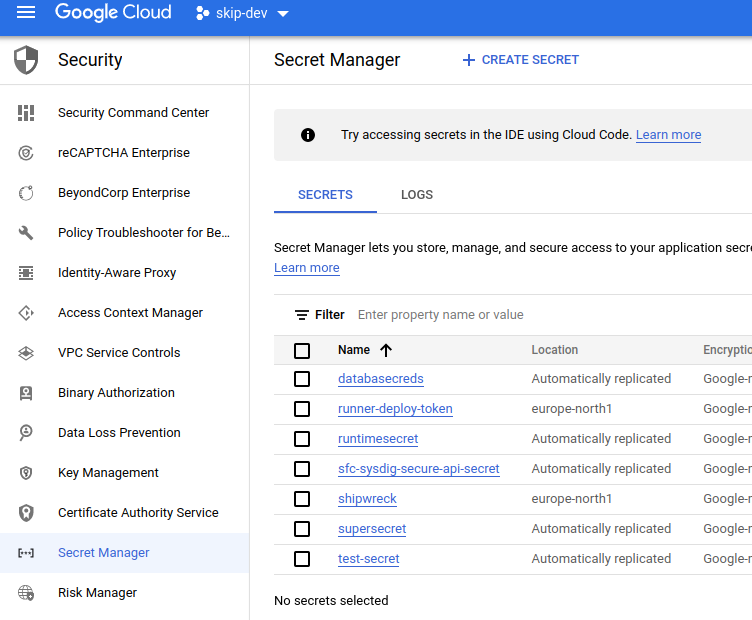 Google Cloud skip-dev
Security
Security Command Center
reCAPTCHA Enterprise
BeyondCorp Enterprise
Policy Troubleshooter for Be...
Identity-Aware Proxy
Access Context Manager
VPC Service Controls
Binary Authorization
Data Loss Prevention
Key Management
Certificate Authority Service
Secret Manager
Risk Manager
Secret Manager + CREATE SECRET
Try accessing secrets in the IDE using Cloud Code. Learn more
SECRETS LOGS
Secret Manager lets you store, manage, and secure access to your application secre
Learn more
Filter Enter property name or value
Name Location Encryptio
databasecreds Automatically replicated Google-r
runner-deploy-token europe-north1 Google-r
runtimesecret Automatically replicated Google-r
sfc-sysdig-secure-api-secret Automatically replicated Google-r
shipwreck europe-north1 Google-r
supersecret Automatically replicated Google-r
test-secret Automatically replicated Google-r
No secrets selected